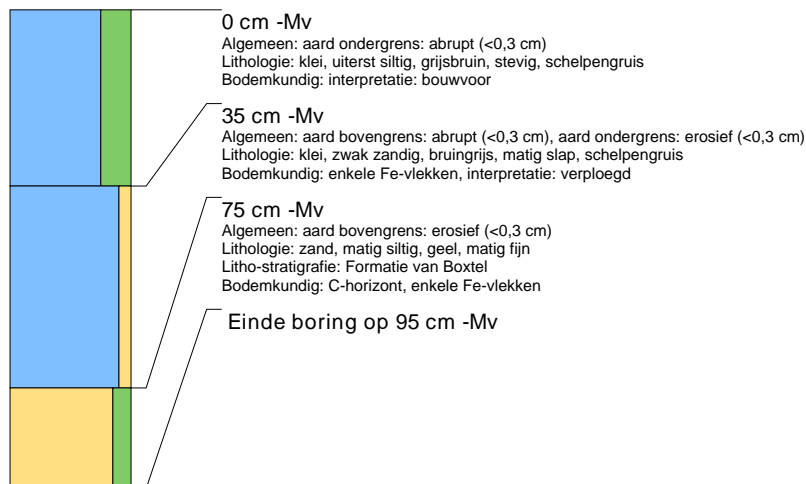 0 cm -Mv
Algemeen: aard ondergrens: abrupt (<0,3 cm)
Lithologie: klei, uiterst siltig, grijsbruin, stevig, schelpengruis
Bodemkundig: interpretatie: bouwvoor
35 cm -Mv
Algemeen: aard bovengrens: abrupt (<0,3 cm), aard ondergrens: erosief (<0,3 cm)
Lithologie: klei, zwak zandig, bruingrijs, matig slap, schelpengruis
Bodemkundig: enkele Fe-vlekken, interpretatie: verploegd
75 cm -Mv
Algemeen: aard bovengrens: erosief (<0,3 cm)
Lithologie: zand, matig siltig, geel, matig fijn
Litho-stratigrafie: Formatie van Boxtel
Bodemkundig: C-horizont, enkele Fe-vlekken
Einde boring op 95 cm -Mv